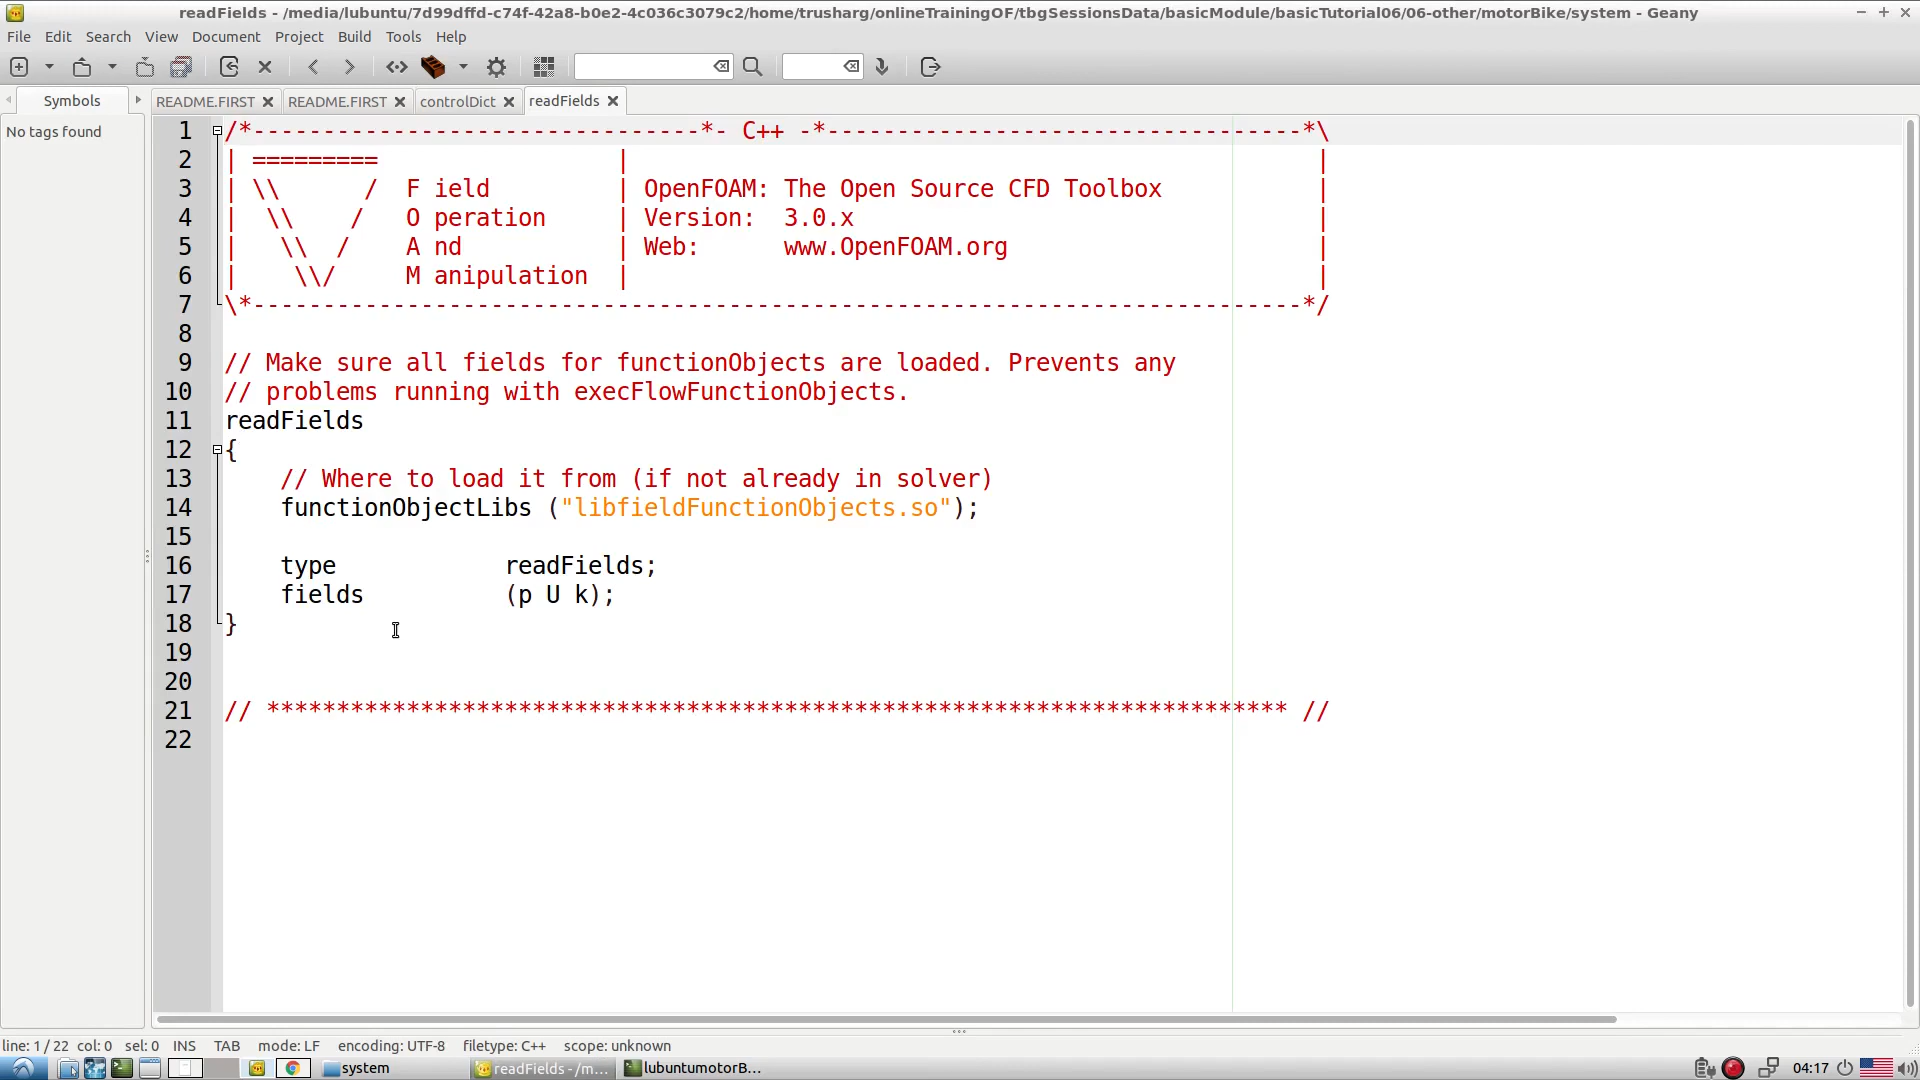 readFields - /media/lubuntu/7d99dffd-c74f-42a8-b0e2-4c036c3079c2/home/trusharg/onlineTrainingOF/tbgSessionsData/basicModule/basicTutorial06/06-other/motorBike/system - Geany
File Edit Search View Document Project Build Tools Help
Symbols README.FIRST README.FIRST controlDict readFields
No tags found
1 /*--------------------------------*- C++ -*----------------------------------*\
2 | =========                 |                                                 |
3 | \\      /  F ield         | OpenFOAM: The Open Source CFD Toolbox           |
4 |  \\    /   O peration     | Version:  3.0.x                                 |
5 |   \\  /    A nd           | Web:      www.OpenFOAM.org                      |
6 |    \\/     M anipulation  |                                                 |
7 \*---------------------------------------------------------------------------*/
8
9 // Make sure all fields for functionObjects are loaded. Prevents any
10 // problems running with execFlowFunctionObjects.
11 readFields
12 {
13     // Where to load it from (if not already in solver)
14     functionObjectLibs ("libfieldFunctionObjects.so");
15
16     type            readFields;
17     fields          (p U k);
18 }
19
20
21 // ************************************************************************* //
22
line: 1 / 22 col: 0 sel: 0 INS TAB mode: LF encoding: UTF-8 filetype: C++ scope: unknown
system readFields - /m... lubuntumotorB... 04:17